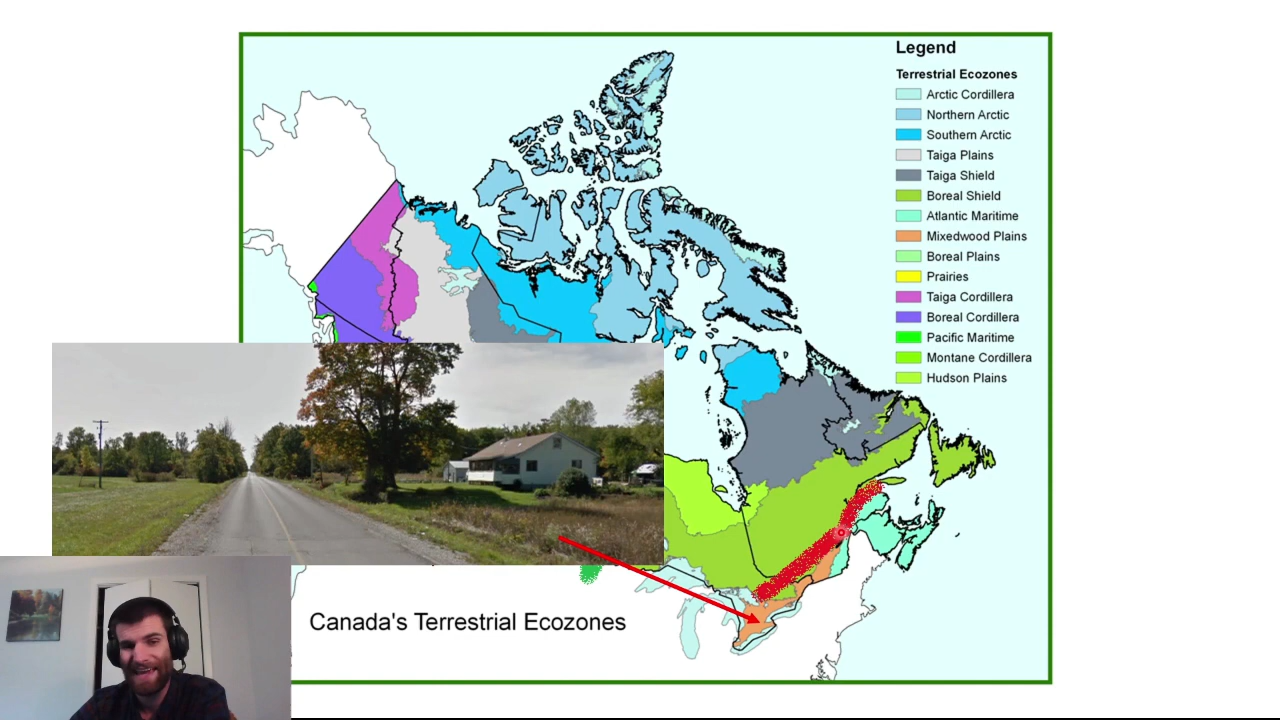 Legend
Terrestrial Ecozones
Arctic Cordillera
Northern Arctic
Southern Arctic
Taiga Plains
Taiga Shield
Boreal Shield
Atlantic Maritime
Mixedwood Plains
Boreal Plains
Prairies
Taiga Cordillera
Boreal Cordillera
Pacific Maritime
Montane Cordillera
Hudson Plains
Canada's Terrestrial Ecozones